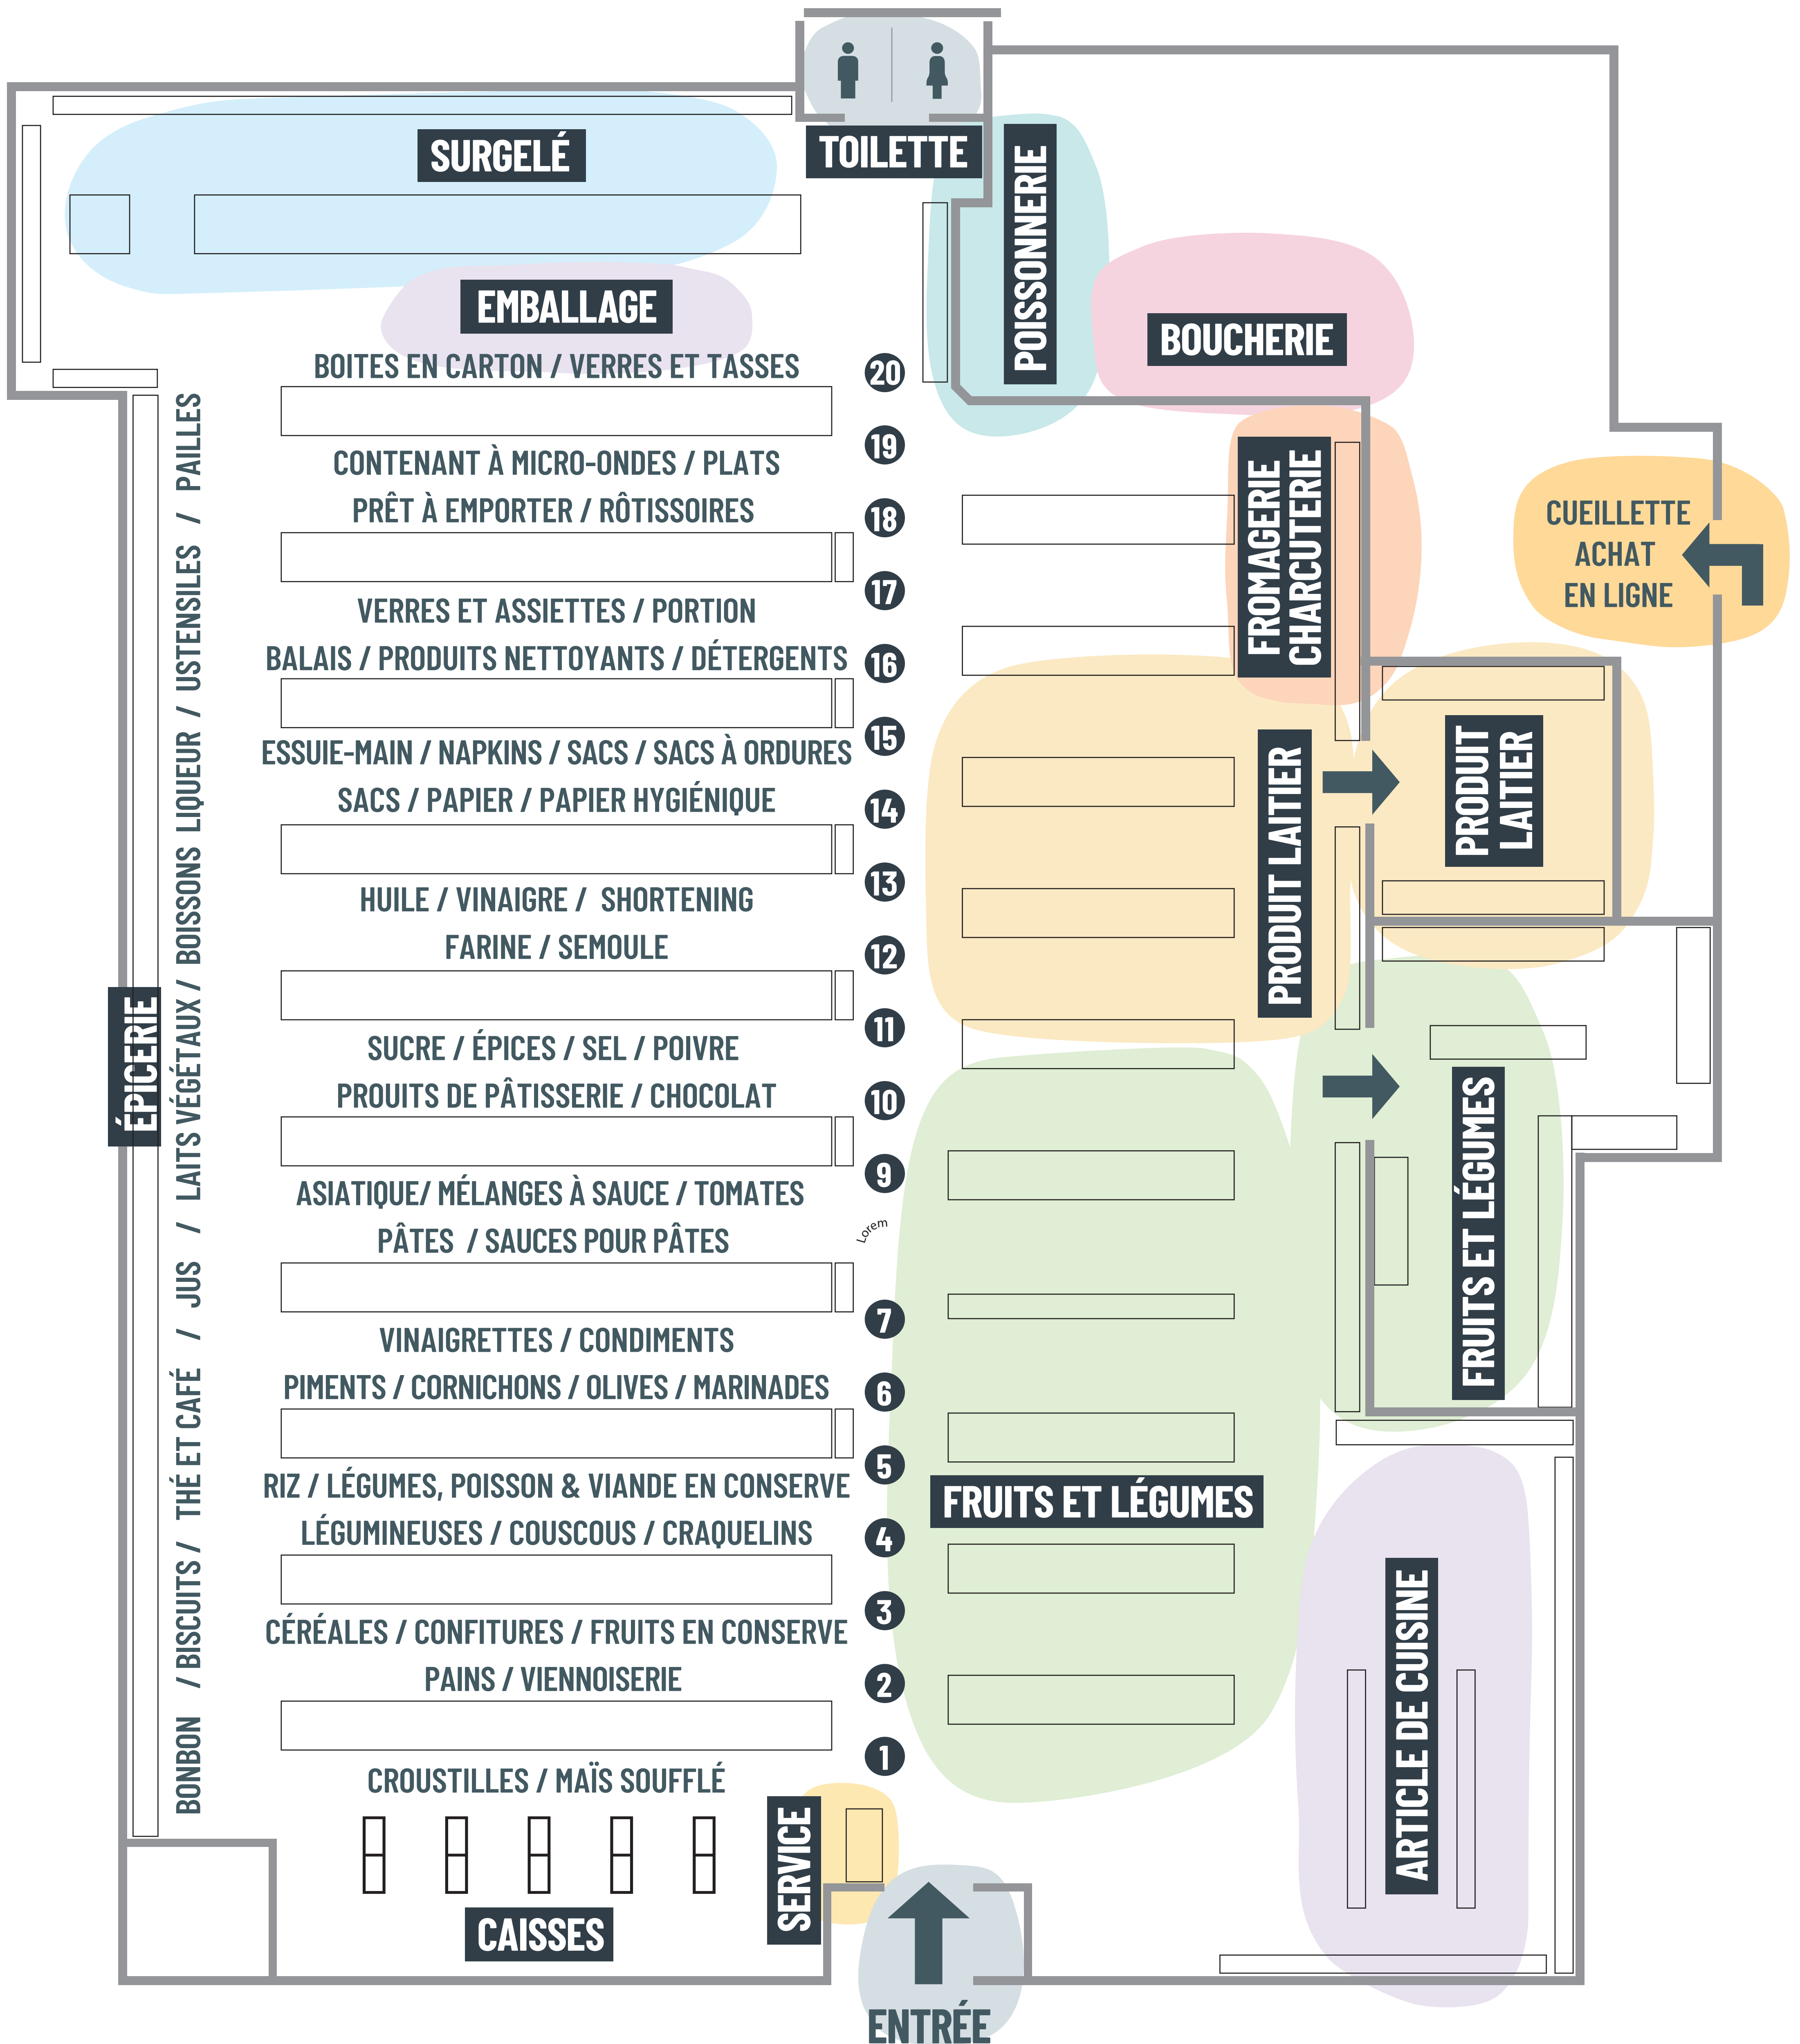 TOILETTE
SURGELÉ
POISSONNERIE
EMBALLAGE
BOUCHERIE
BOITES EN CARTON / VERRES ET TASSES
20
19
CONTENANT À MICRO-ONDES / PLATS
PRÊT À EMPORTER / RÔTISSOIRES
18
FROMAGERIE
CHARCUTERIE
CUEILLETTE
ACHAT
EN LIGNE
17
VERRES ET ASSIETTES / PORTION
BALAIS / PRODUITS NETTOYANTS / DÉTERGENTS
16
15
ESSUIE-MAIN / NAPKINS / SACS / SACS À ORDURES
SACS / PAPIER / PAPIER HYGIÉNIQUE
14
PRODUIT LAITIER
PRODUIT
LAITIER
13
HUILE / VINAIGRE / SHORTENING
FARINE / SEMOULE
12
11
SUCRE / ÉPICES / SEL / POIVRE
PROUITS DE PÂTISSERIE / CHOCOLAT
10
ÉPICERIE
BONBON / BISCUITS / THÉ ET CAFÉ / JUS / LAITS VÉGÉTAUX / BOISSONS LIQUEUR / USTENSILES / PAILLES
9
ASIATIQUE/ MÉLANGES À SAUCE / TOMATES
Lorem
PÂTES / SAUCES POUR PÂTES
FRUITS ET LÉGUMES
7
VINAIGRETTES / CONDIMENTS
PIMENTS / CORNICHONS / OLIVES / MARINADES
6
5
RIZ / LÉGUMES, POISSON & VIANDE EN CONSERVE
FRUITS ET LÉGUMES
LÉGUMINEUSES / COUSCOUS / CRAQUELINS
4
3
CÉRÉALES / CONFITURES / FRUITS EN CONSERVE
PAINS / VIENNOISERIE
2
ARTICLE DE CUISINE
1
CROUSTILLES / MAÏS SOUFFLÉ
SERVICE
CAISSES
ENTRÉE